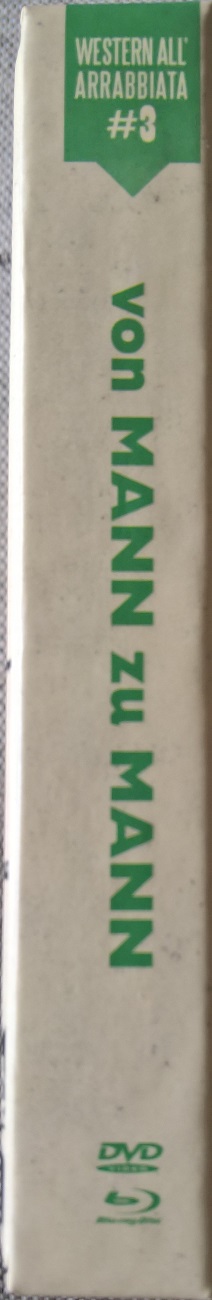 WESTERN ALL'
ARRABBIATA
#3
von MANN zu MANN
DVD
VIDEO
Blu-ray Disc